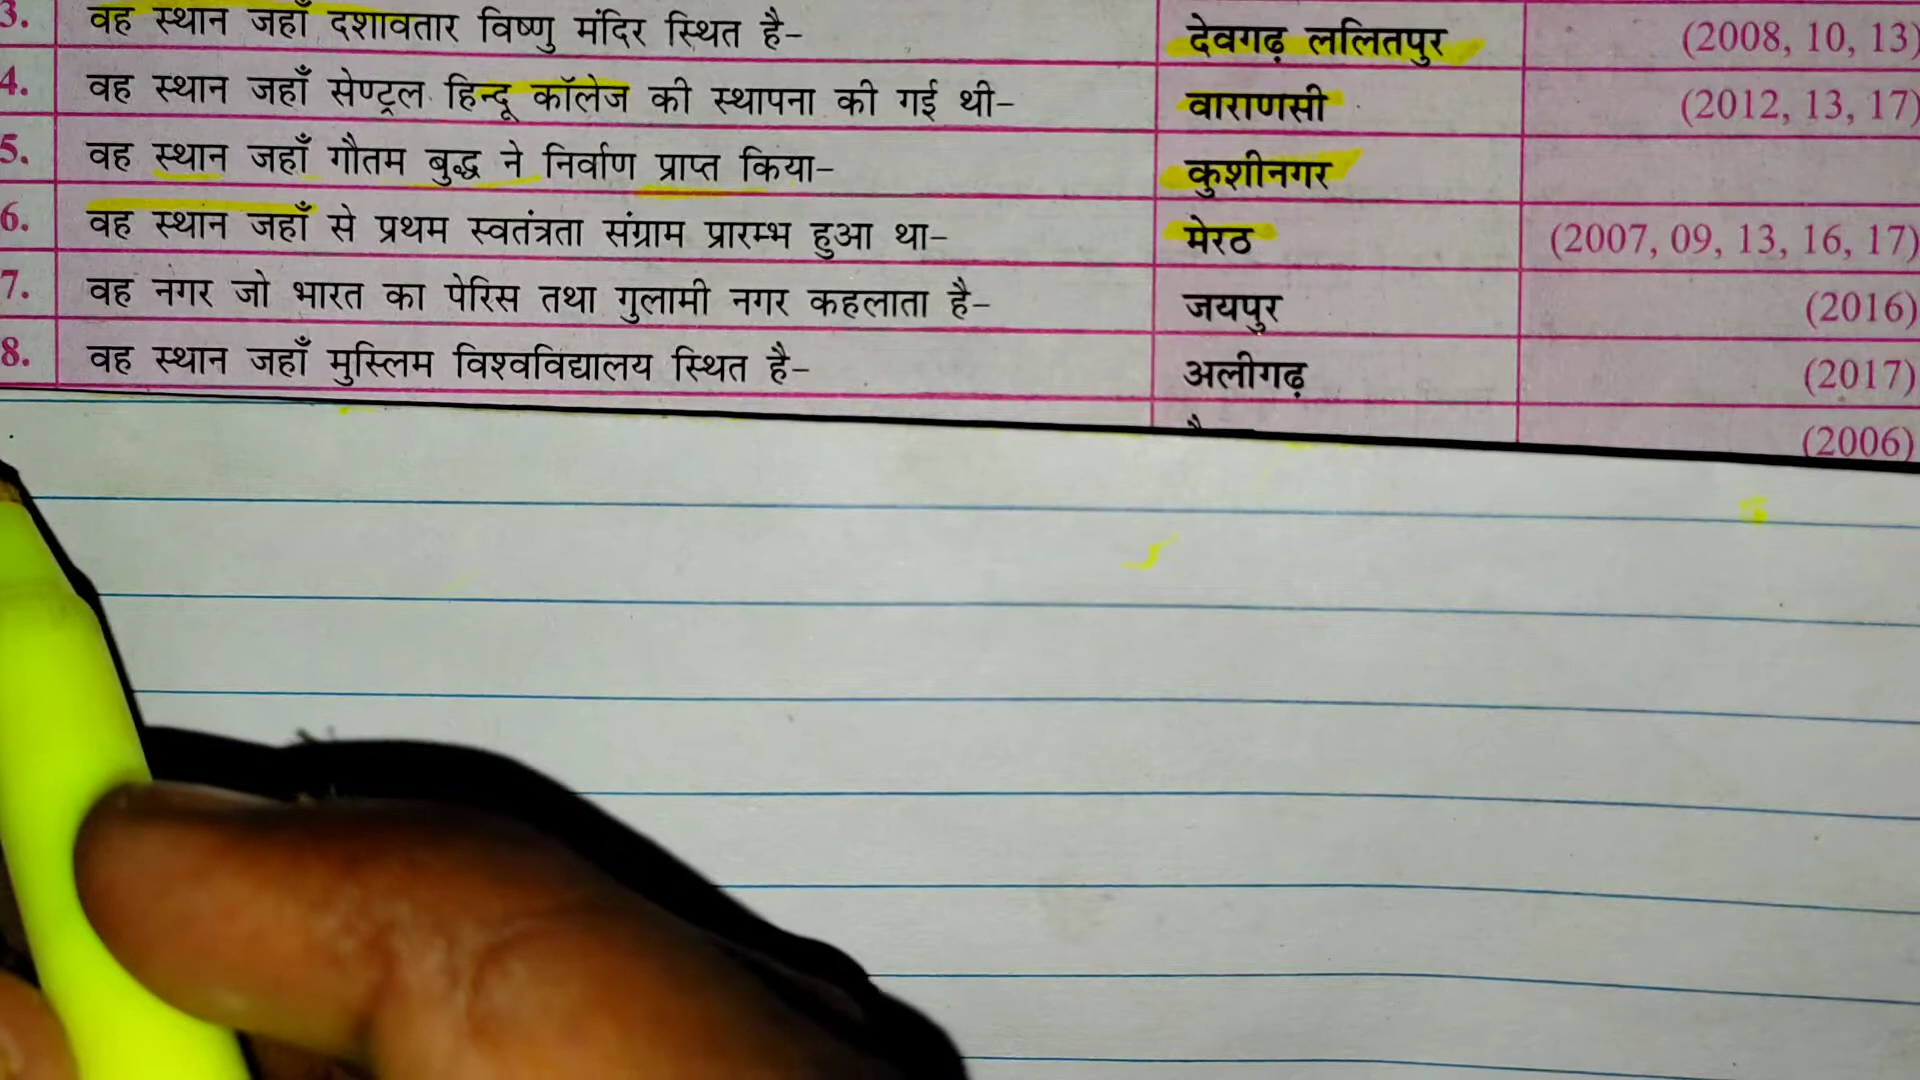 3. वह स्थान जहाँ दशावतार विष्णु मंदिर स्थित है- देवगढ़ ललितपुर (2008, 10, 13)
4. वह स्थान जहाँ सेण्ट्रल हिन्दू कॉलेज की स्थापना की गई थी- वाराणसी (2012, 13, 17)
5. वह स्थान जहाँ गौतम बुद्ध ने निर्वाण प्राप्त किया- कुशीनगर
6. वह स्थान जहाँ से प्रथम स्वतंत्रता संग्राम प्रारम्भ हुआ था- मेरठ (2007, 09, 13, 16, 17)
7. वह नगर जो भारत का पेरिस तथा गुलामी नगर कहलाता है- जयपुर (2016)
8. वह स्थान जहाँ मुस्लिम विश्वविद्यालय स्थित है- अलीगढ़ (2017)
(2006)